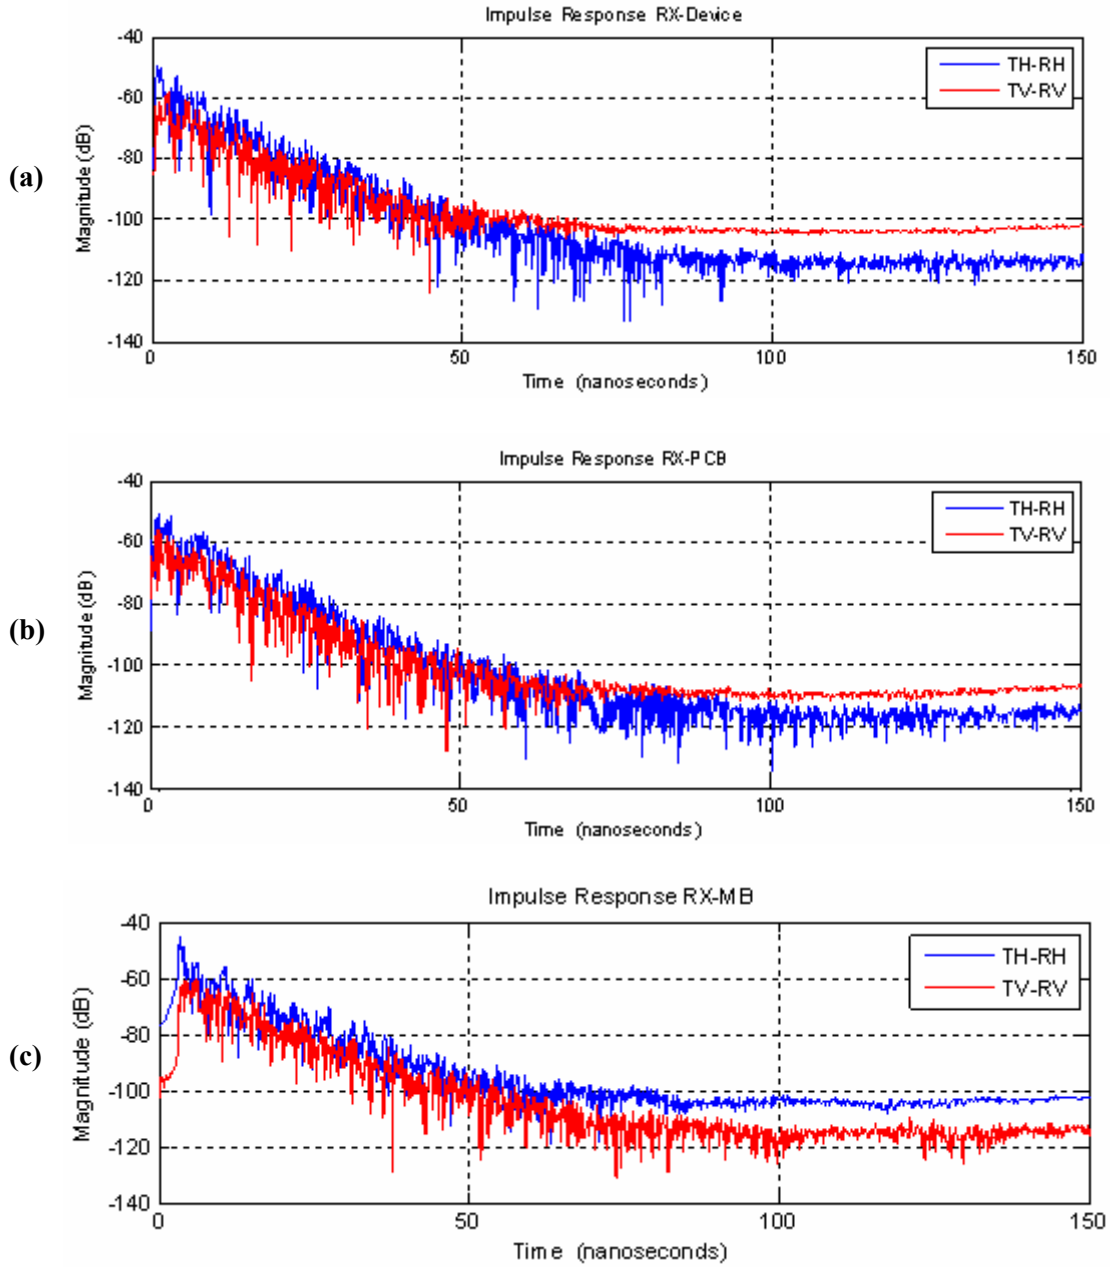 Impulse Response RX-Device
(a)
Magnitude (dB)
-40
-60
-80
-100
-120
-140
TH-RH
TV-RV
0 50 100 150
Time (nanoseconds)
Impulse Response RX-PCB
(b)
Magnitude (dB)
-40
-60
-80
-100
-120
-140
TH-RH
TV-RV
0 50 100 150
Time (nanoseconds)
Impulse Response RX-MB
(c)
Magnitude (dB)
-40
-60
-80
-100
-120
-140
TH-RH
TV-RV
0 50 100 150
Time (nanoseconds)